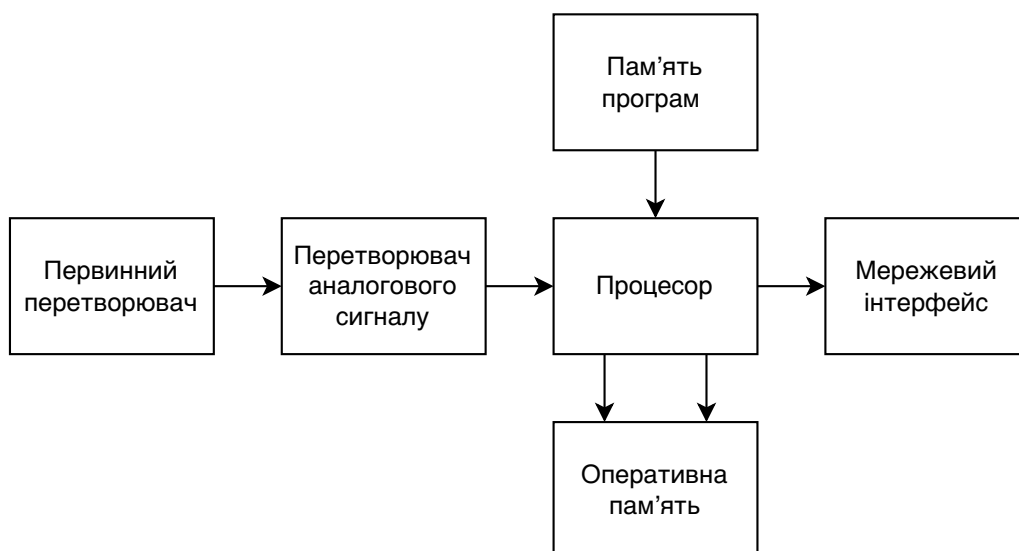 Пам’ять
програм
Первинний
перетворювач
Перетворювач
аналогового
сигналу
Процесор
Мережевий
інтерфейс
Оперативна
пам’ять